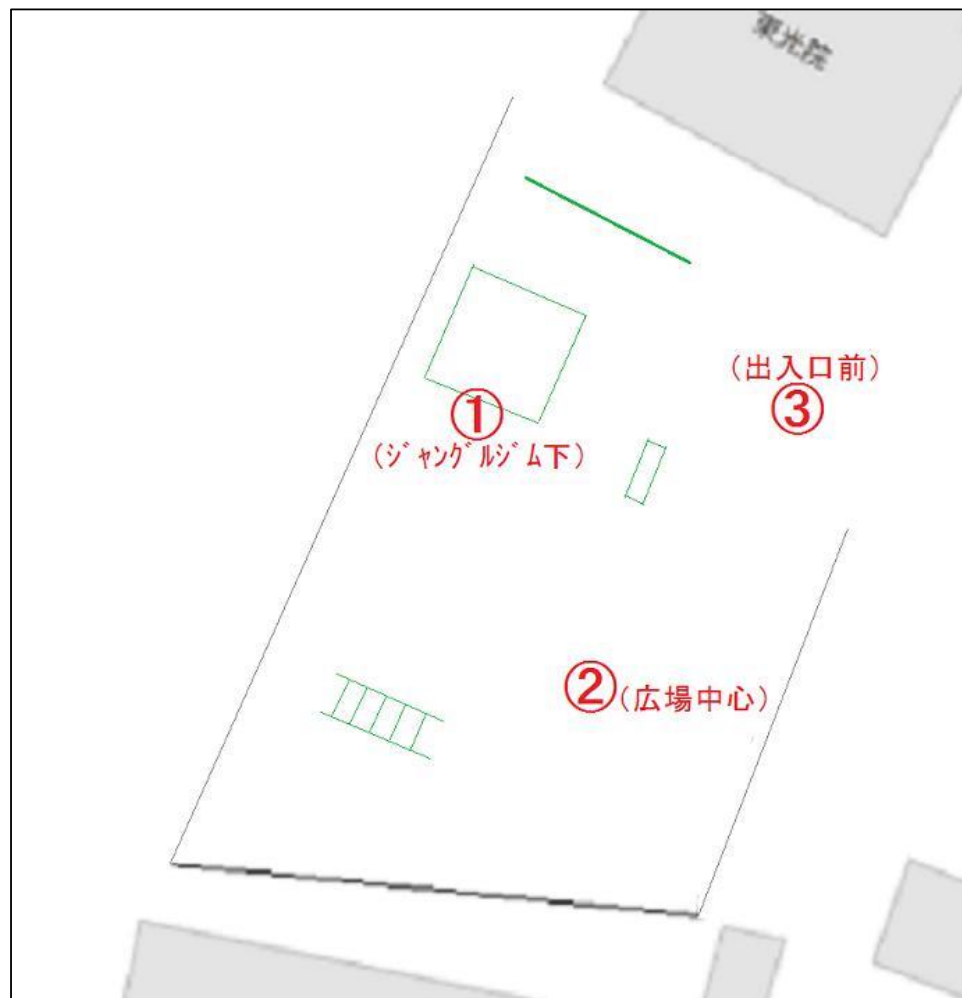 東光院
（出入口前）
③
①
（ｼﾞｬﾝｸﾞﾙｼﾞﾑ下）
②（広場中心）